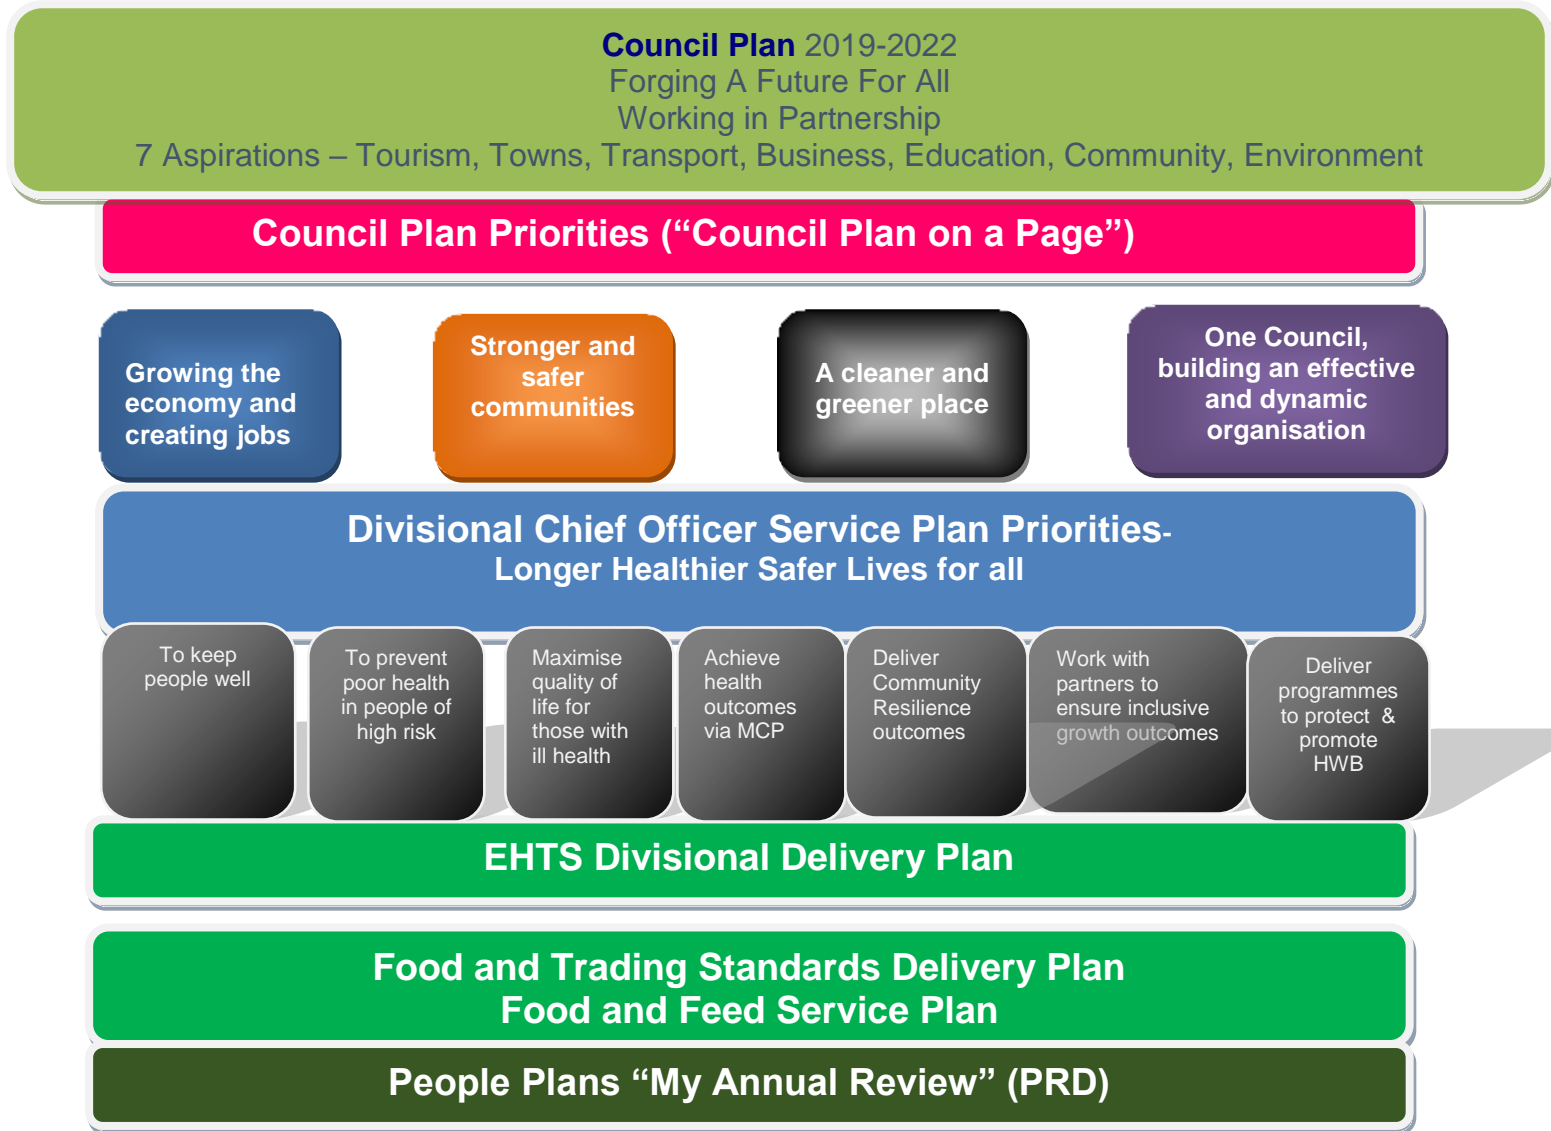 Council Plan 2019-2022
Forging A Future For All
Working in Partnership
7 Aspirations – Tourism, Towns, Transport, Business, Education, Community, Environment
Council Plan Priorities (“Council Plan on a Page”)
Growing the
economy and
creating jobs
Stronger and
safer
communities
A cleaner and
greener place
One Council,
building an effective
and dynamic
organisation
Divisional Chief Officer Service Plan Priorities-
Longer Healthier Safer Lives for all
To keep
people well
To prevent
poor health
in people of
high risk
Maximise
quality of
life for
those with
ill health
Achieve
health
outcomes
via MCP
Deliver
Community
Resilience
outcomes
Work with
partners to
ensure inclusive
growth outcomes
Deliver
programmes
to protect &
promote
HWB
EHTS Divisional Delivery Plan
Food and Trading Standards Delivery Plan
Food and Feed Service Plan
People Plans “My Annual Review” (PRD)